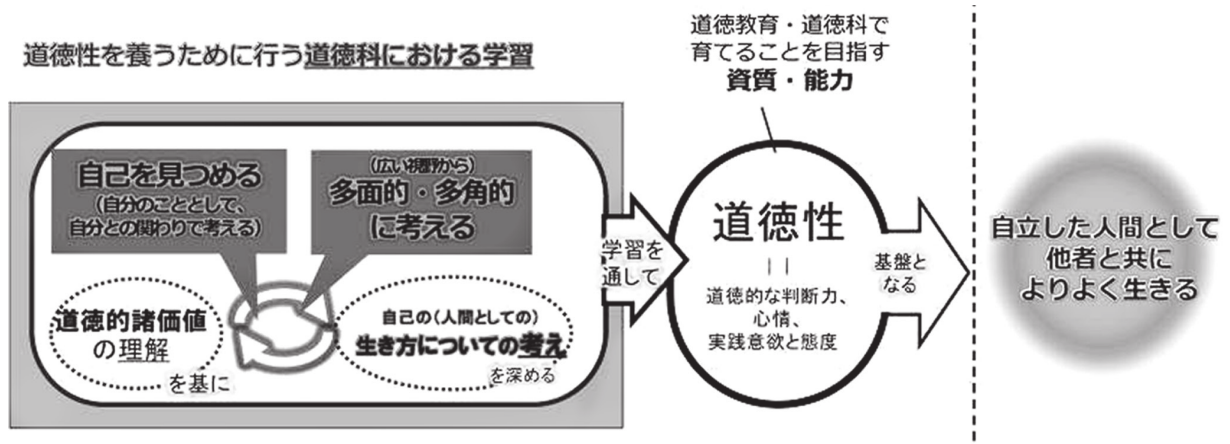 道徳性を養うために行う道徳科における学習
自己を見つめる
(自分のこととして、
自分との関わりで考える)
(広い視野から)
多面的・多角的
に考える
道徳的諸価値
の理解
を基に
自己の(人間としての)
生き方についての考え
を深める
学習を
通して
道徳教育・道徳科で
育てることを目指す
資質・能力
道徳性
||
道徳的な判断力、
心情、
実践意欲と態度
基盤と
なる
自立した人間として
他者と共に
よりよく生きる